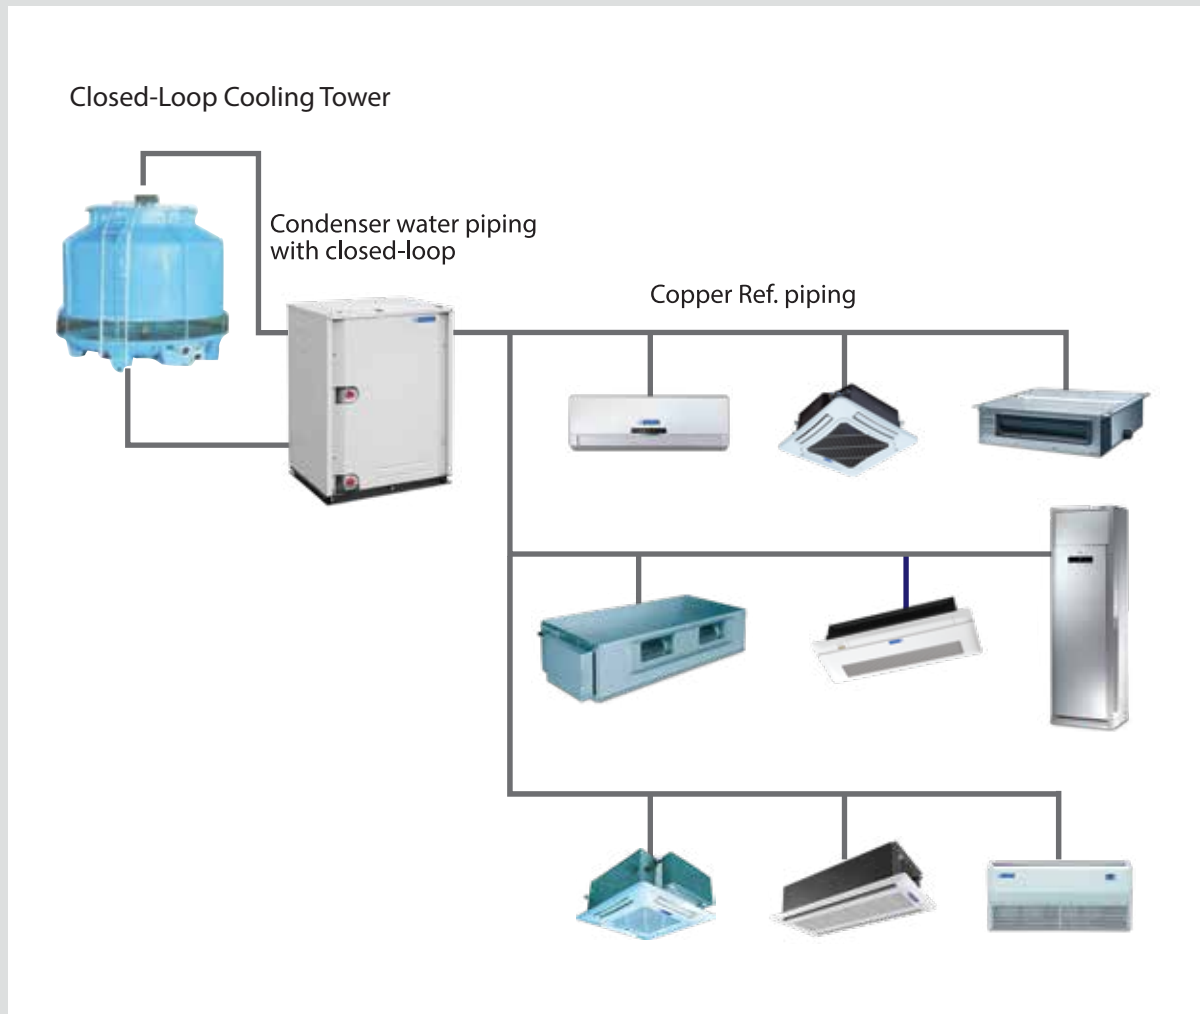 Closed-Loop Cooling Tower
Condenser water piping
with closed-loop
Copper Ref. piping